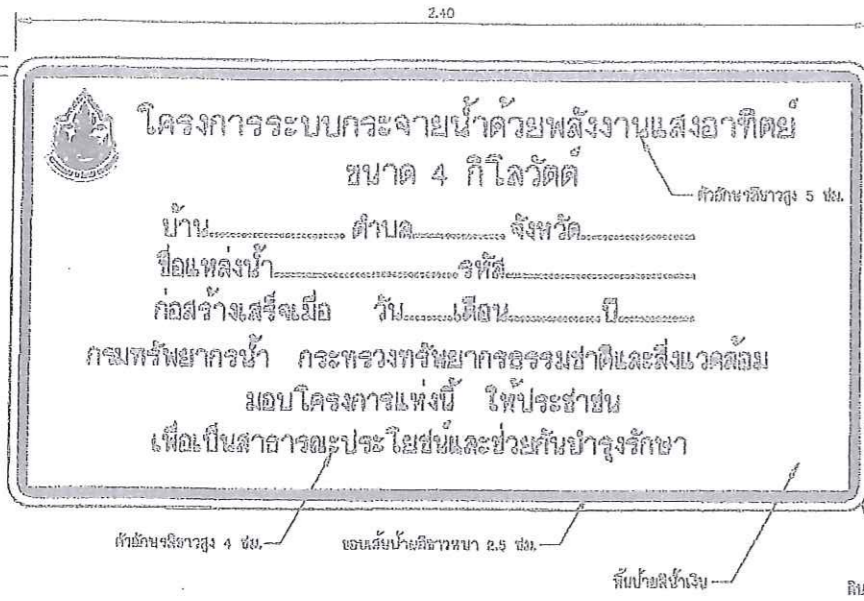 2.40
โครงการระบบกระจายน้ำด้วยพลังงานแสงอาทิตย์
ขนาด 4 กิโลวัตต์
ตัวอักษรสีขาวสูง 5 ซม.
บ้าน.................... ตำบล.................... จังหวัด....................
ชื่อแหล่งน้ำ....................รหัส....................
ก่อสร้างเสร็จเมื่อ วัน..........เดือน....................ปี....................
กรมทรัพยากรน้ำ กระทรวงทรัพยากรธรรมชาติและสิ่งแวดล้อม
มอบโครงการแห่งนี้ ให้ประชาชน
เพื่อเป็นสาธารณะประโยชน์และช่วยกันบำรุงรักษา
ตัวอักษรสีขาวสูง 4 ซม.
ขอบเส้นป้ายสีขาวหนา 2.5 ซม.
พื้นป้ายสีน้ำเงิน